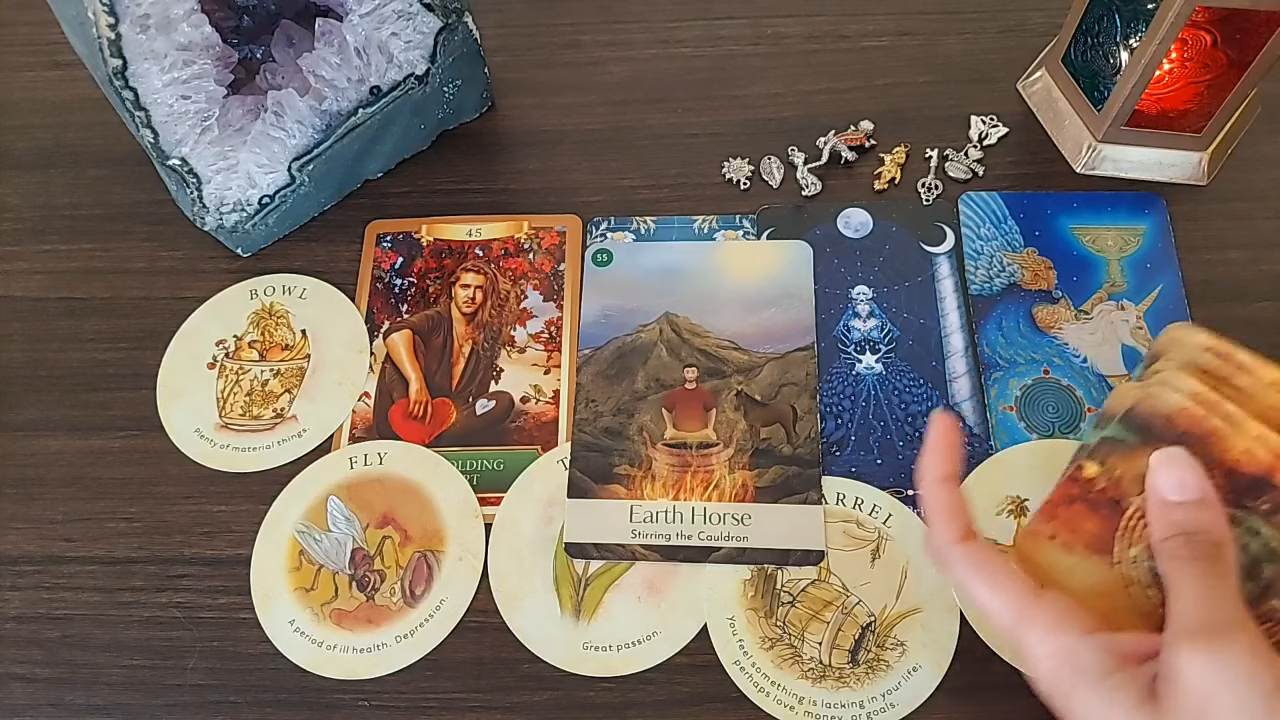 BOWL
Plenty of material things.
45
OLDING
PT
FLY
A period of ill health. Depression.
T
Great passion.
55
Earth Horse
Stirring the Cauldron
ARREL
You feel something is lacking in your life;
perhaps love, money, or goals.